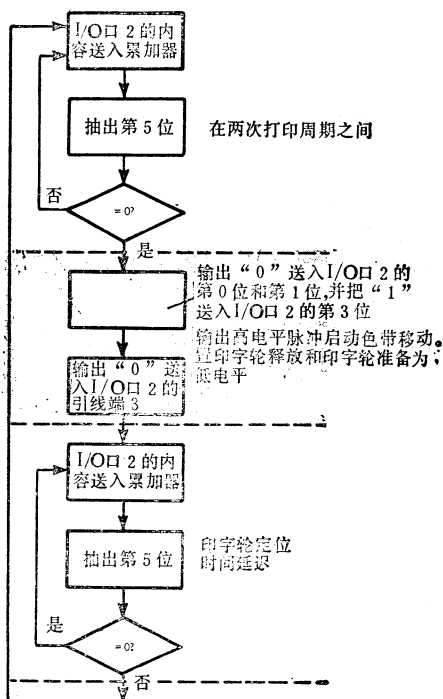 I/O口 2 的内
容送入累加器
抽出第 5 位
在两次打印周期之间
否
= 0?
是
输出“0”送入I/O口 2 的
第 0 位和第 1 位,并把“1”
送入I/O口 2 的第 3 位
输出高电平脉冲启动色带移动。
置印字轮释放和印字轮准备为;
低电平
输出“0”送
入I/O口 2 的
引线端 3
I/O口 2 的内
容送入累加器
抽出第 5 位
印字轮定位
时间延迟
是
= 0?
否